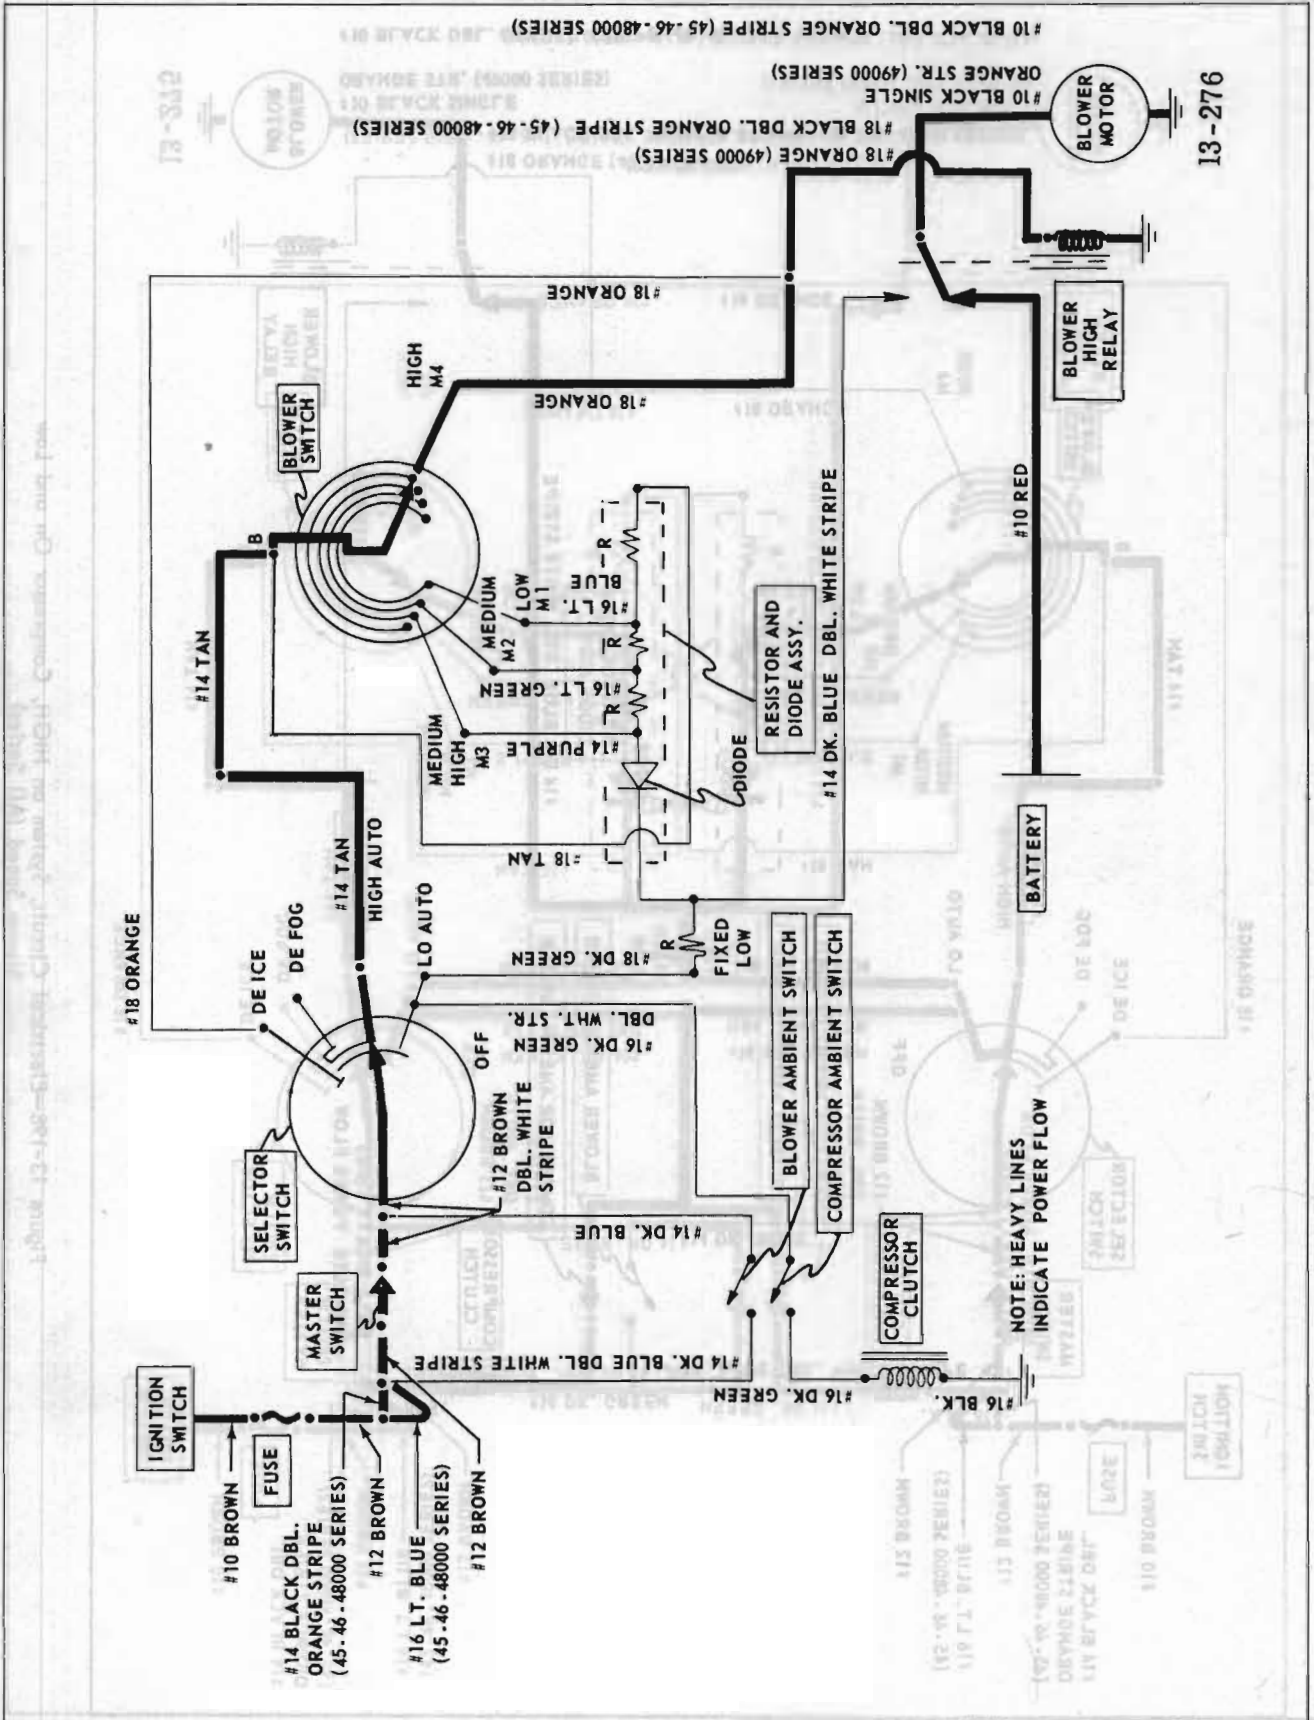 IGNITION
SWITCH
#10 BROWN
FUSE
#14 BLACK DBL.
ORANGE STRIPE
(45-46-48000 SERIES)
#12 BROWN
#16 LT. BLUE
(45-46-48000 SERIES)
#12 BROWN
MASTER
SWITCH
SELECTOR
SWITCH
#12 BROWN
DBL. WHITE
STRIPE
OFF
#18 ORANGE
DE ICE
DE FOG
LO AUTO
#14 TAN
HIGH AUTO
#14 TAN
B
BLOWER
SWITCH
HIGH
M4
MEDIUM
HIGH
M3
MEDIUM
M2
LOW
M1
#14 PURPLE
#16 LT. GREEN
#16 LT.
BLUE
R
R
R
#18 TAN
DIODE
RESISTOR AND
DIODE ASSY.
#18 ORANGE
#18 ORANGE
#14 DK. BLUE DBL. WHITE STRIPE
#18 DK. GREEN
R
FIXED
LOW
#16 DK. GREEN
DBL. WHT. STR.
#14 DK. BLUE
#14 DK. BLUE DBL. WHITE STRIPE
#16 DK. GREEN
BLOWER AMBIENT SWITCH
COMPRESSOR AMBIENT SWITCH
COMPRESSOR
CLUTCH
#16 BLK.
NOTE: HEAVY LINES
INDICATE POWER FLOW
BATTERY
#10 RED
BLOWER
HIGH
RELAY
BLOWER
MOTOR
#10 BLACK DBL. ORANGE STRIPE (45-46-48000 SERIES)
#10 BLACK SINGLE
ORANGE STR. (49000 SERIES)
#18 BLACK DBL. ORANGE STRIPE (45-46-48000 SERIES)
#18 ORANGE (49000 SERIES)
13-276